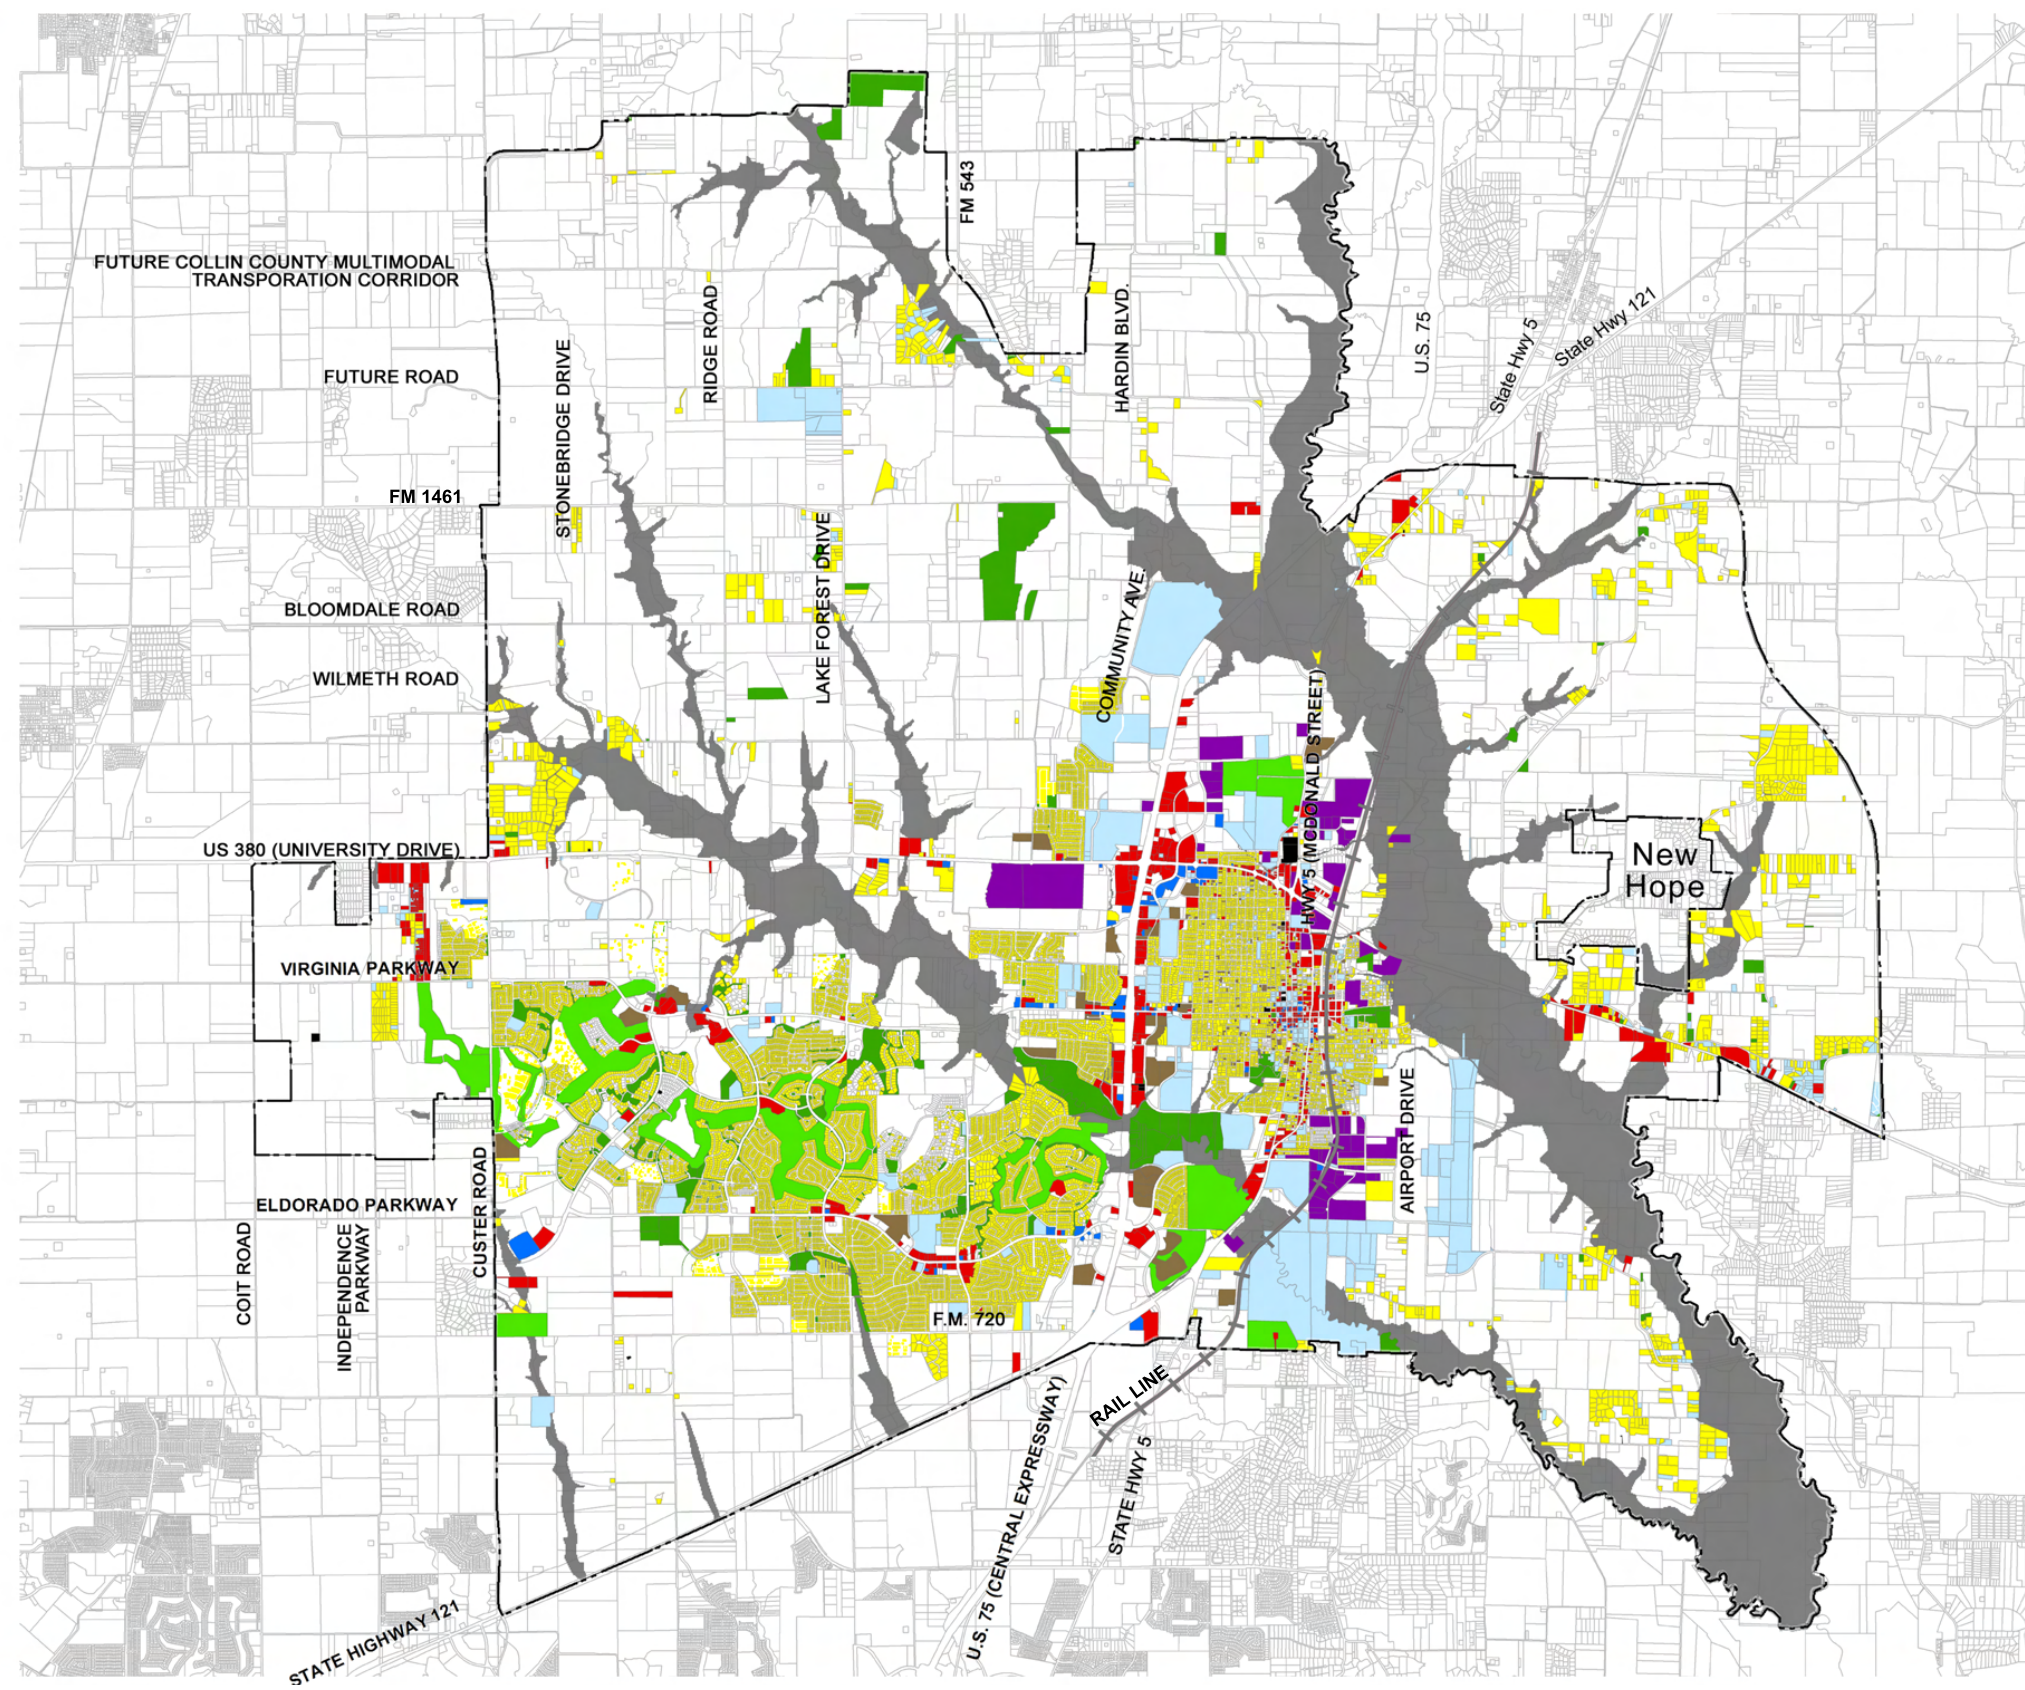 FM 543
FUTURE COLLIN COUNTY MULTIMODAL
TRANSPORATION CORRIDOR
RIDGE ROAD
HARDIN BLVD.
U.S. 75
State Hwy 5
State Hwy 121
STONEBRIDGE DRIVE
FUTURE ROAD
FM 1461
LAKE FOREST DRIVE
BLOOMDALE ROAD
COMMUNITY AVE.
WILMETH ROAD
HWY 5 (MCDONALD STREET)
US 380 (UNIVERSITY DRIVE)
New
Hope
VIRGINIA PARKWAY
AIRPORT DRIVE
CUSTER ROAD
ELDORADO PARKWAY
COIT ROAD
INDEPENDENCE
PARKWAY
F.M. 720
RAIL LINE
U.S. 75 (CENTRAL EXPRESSWAY)
STATE HWY 5
STATE HIGHWAY 121